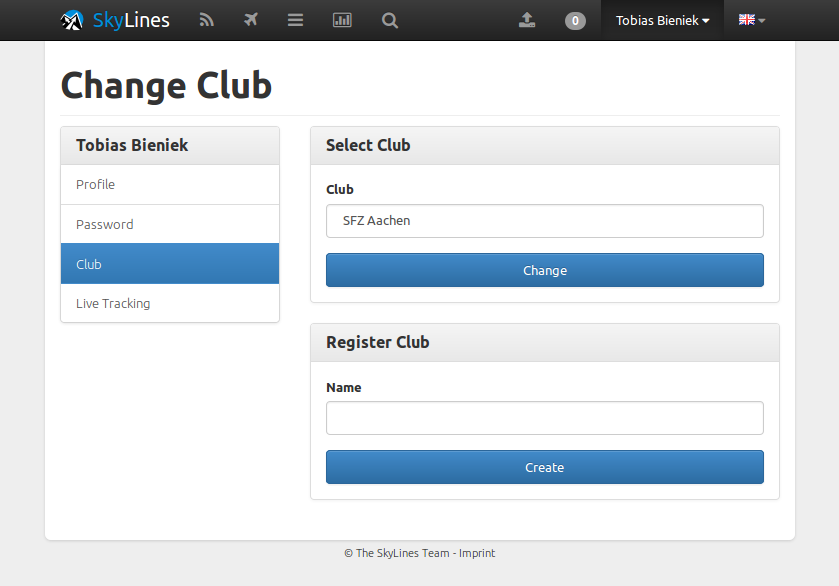 SkyLines 0 Tobias Bieniek
Change Club
Tobias Bieniek
Profile
Password
Club
Live Tracking
Select Club
Club
SFZ Aachen
Change
Register Club
Name
Create
© The SkyLines Team - Imprint